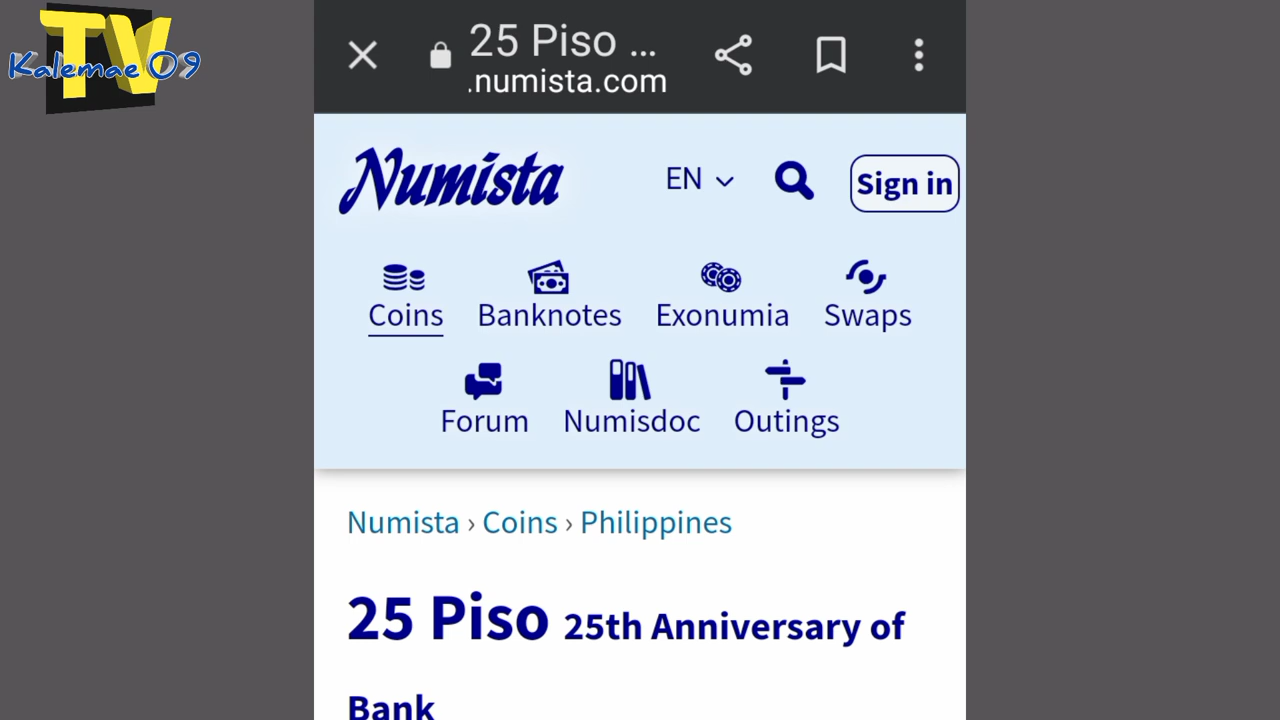 TV
Kalemae 09
25 Piso ...
.numista.com
Numista
EN
Sign in
Coins Banknotes Exonumia Swaps
Forum Numisdoc Outings
Numista › Coins › Philippines
25 Piso 25th Anniversary of
Bank